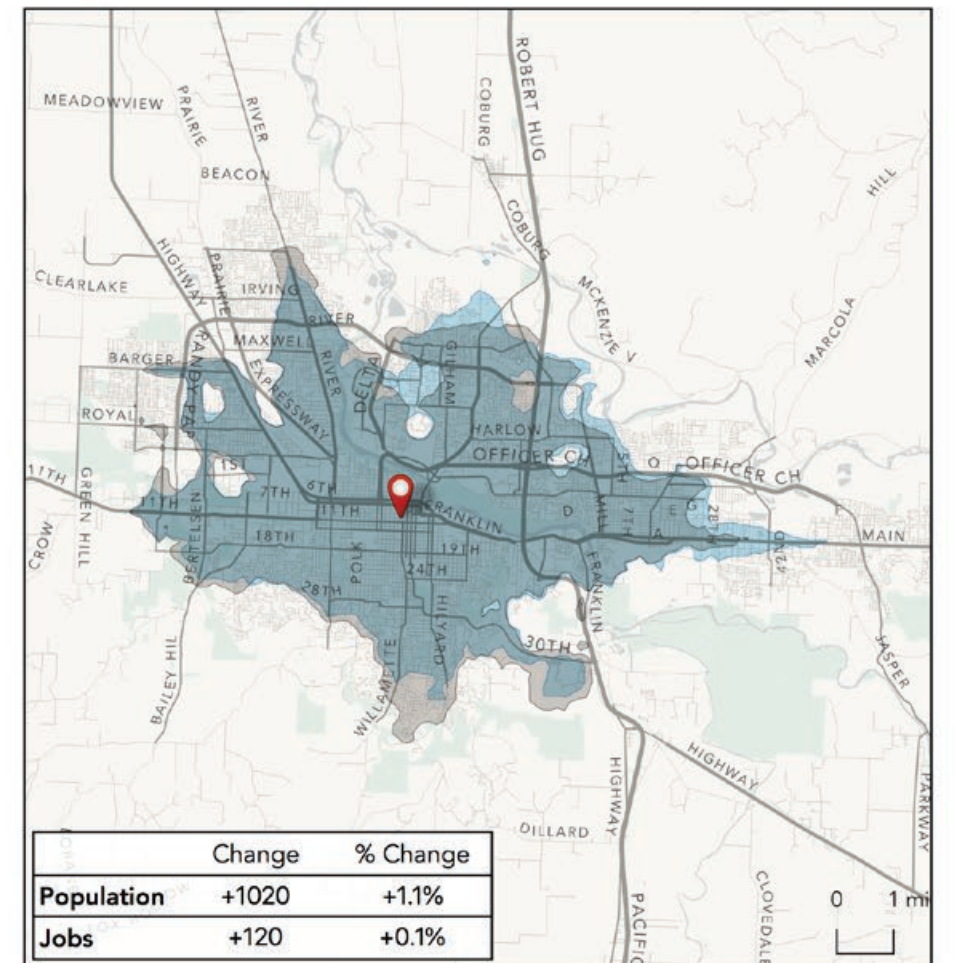 ROBERT HUG
COBURG
MEADOWVIEW
PRAIRIE
RIVER
BEACON
HILL
COBURG
HIGHWAY
PRAIRIE
CLEARLAKE
IRVING
MCKENZIE V
RIVER
MARCOLA
RANDY PAP
MAXWELL
BARGER
EXPRESSWAY
RIVER
DELTA
GILHAM
ROYAL
HARLOW
OFFICER CH
5TH
Q
OFFICER CH
11TH
GREEN HILL
1S
7TH
6TH
11TH
11TH
FRANKLIN
D
MILL
7TH
E
G
28TH
A
42ND
MAIN
CROW
BERTELSEN
18TH
POLK
19TH
24TH
28TH
HILYARD
FRANKLIN
30TH
WILLAMETTE
BAILEY HIL
JASPER
HIGHWAY
HIGHWAY
PARKWAY
DILLARD
PACIFIC
CLOVEDALE
0 1 mi
Change % Change
Population +1020 +1.1%
Jobs +120 +0.1%